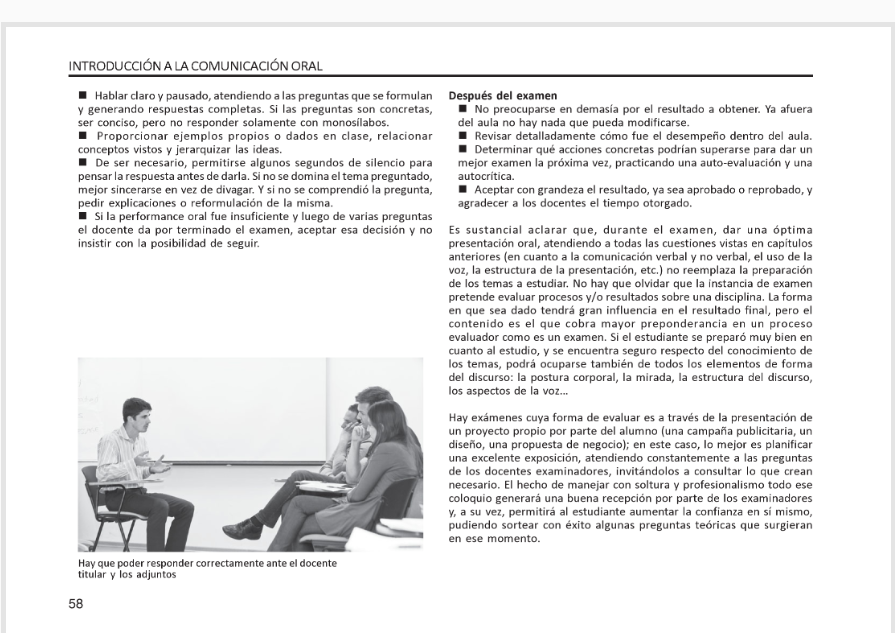 INTRODUCCIÓN A LA COMUNICACIÓN ORAL
■ Hablar claro y pausado, atendiendo a las preguntas que se formulan
y generando respuestas completas. Si las preguntas son concretas,
ser conciso, pero no responder solamente con monosílabos.
■ Proporcionar ejemplos propios o dados en clase, relacionar
conceptos vistos y jerarquizar las ideas.
■ De ser necesario, permitirse algunos segundos de silencio para
pensar la respuesta antes de darla. Si no se domina el tema preguntado,
mejor sincerarse en vez de divagar. Y si no se comprendió la pregunta,
pedir explicaciones o reformulación de la misma.
■ Si la performance oral fue insuficiente y luego de varias preguntas
el docente da por terminado el examen, aceptar esa decisión y no
insistir con la posibilidad de seguir.
Hay que poder responder correctamente ante el docente
titular y los adjuntos
Después del examen
■ No preocuparse en demasía por el resultado a obtener. Ya afuera
del aula no hay nada que pueda modificarse.
■ Revisar detalladamente cómo fue el desempeño dentro del aula.
■ Determinar qué acciones concretas podrían superarse para dar un
mejor examen la próxima vez, practicando una auto-evaluación y una
autocrítica.
■ Aceptar con grandeza el resultado, ya sea aprobado o reprobado, y
agradecer a los docentes el tiempo otorgado.
Es sustancial aclarar que, durante el examen, dar una óptima
presentación oral, atendiendo a todas las cuestiones vistas en capítulos
anteriores (en cuanto a la comunicación verbal y no verbal, el uso de la
voz, la estructura de la presentación, etc.) no reemplaza la preparación
de los temas a estudiar. No hay que olvidar que la instancia de examen
pretende evaluar procesos y/o resultados sobre una disciplina. La forma
en que sea dado tendrá gran influencia en el resultado final, pero el
contenido es el que cobra mayor preponderancia en un proceso
evaluador como es un examen. Si el estudiante se preparó muy bien en
cuanto al estudio, y se encuentra seguro respecto del conocimiento de
los temas, podrá ocuparse también de todos los elementos de forma
del discurso: la postura corporal, la mirada, la estructura del discurso,
los aspectos de la voz...
Hay exámenes cuya forma de evaluar es a través de la presentación de
un proyecto propio por parte del alumno (una campaña publicitaria, un
diseño, una propuesta de negocio); en este caso, lo mejor es planificar
una excelente exposición, atendiendo constantemente a las preguntas
de los docentes examinadores, invitándolos a consultar lo que crean
necesario. El hecho de manejar con soltura y profesionalismo todo ese
coloquio generará una buena recepción por parte de los examinadores
y, a su vez, permitirá al estudiante aumentar la confianza en sí mismo,
pudiendo sortear con éxito algunas preguntas teóricas que surgieran
en ese momento.
58